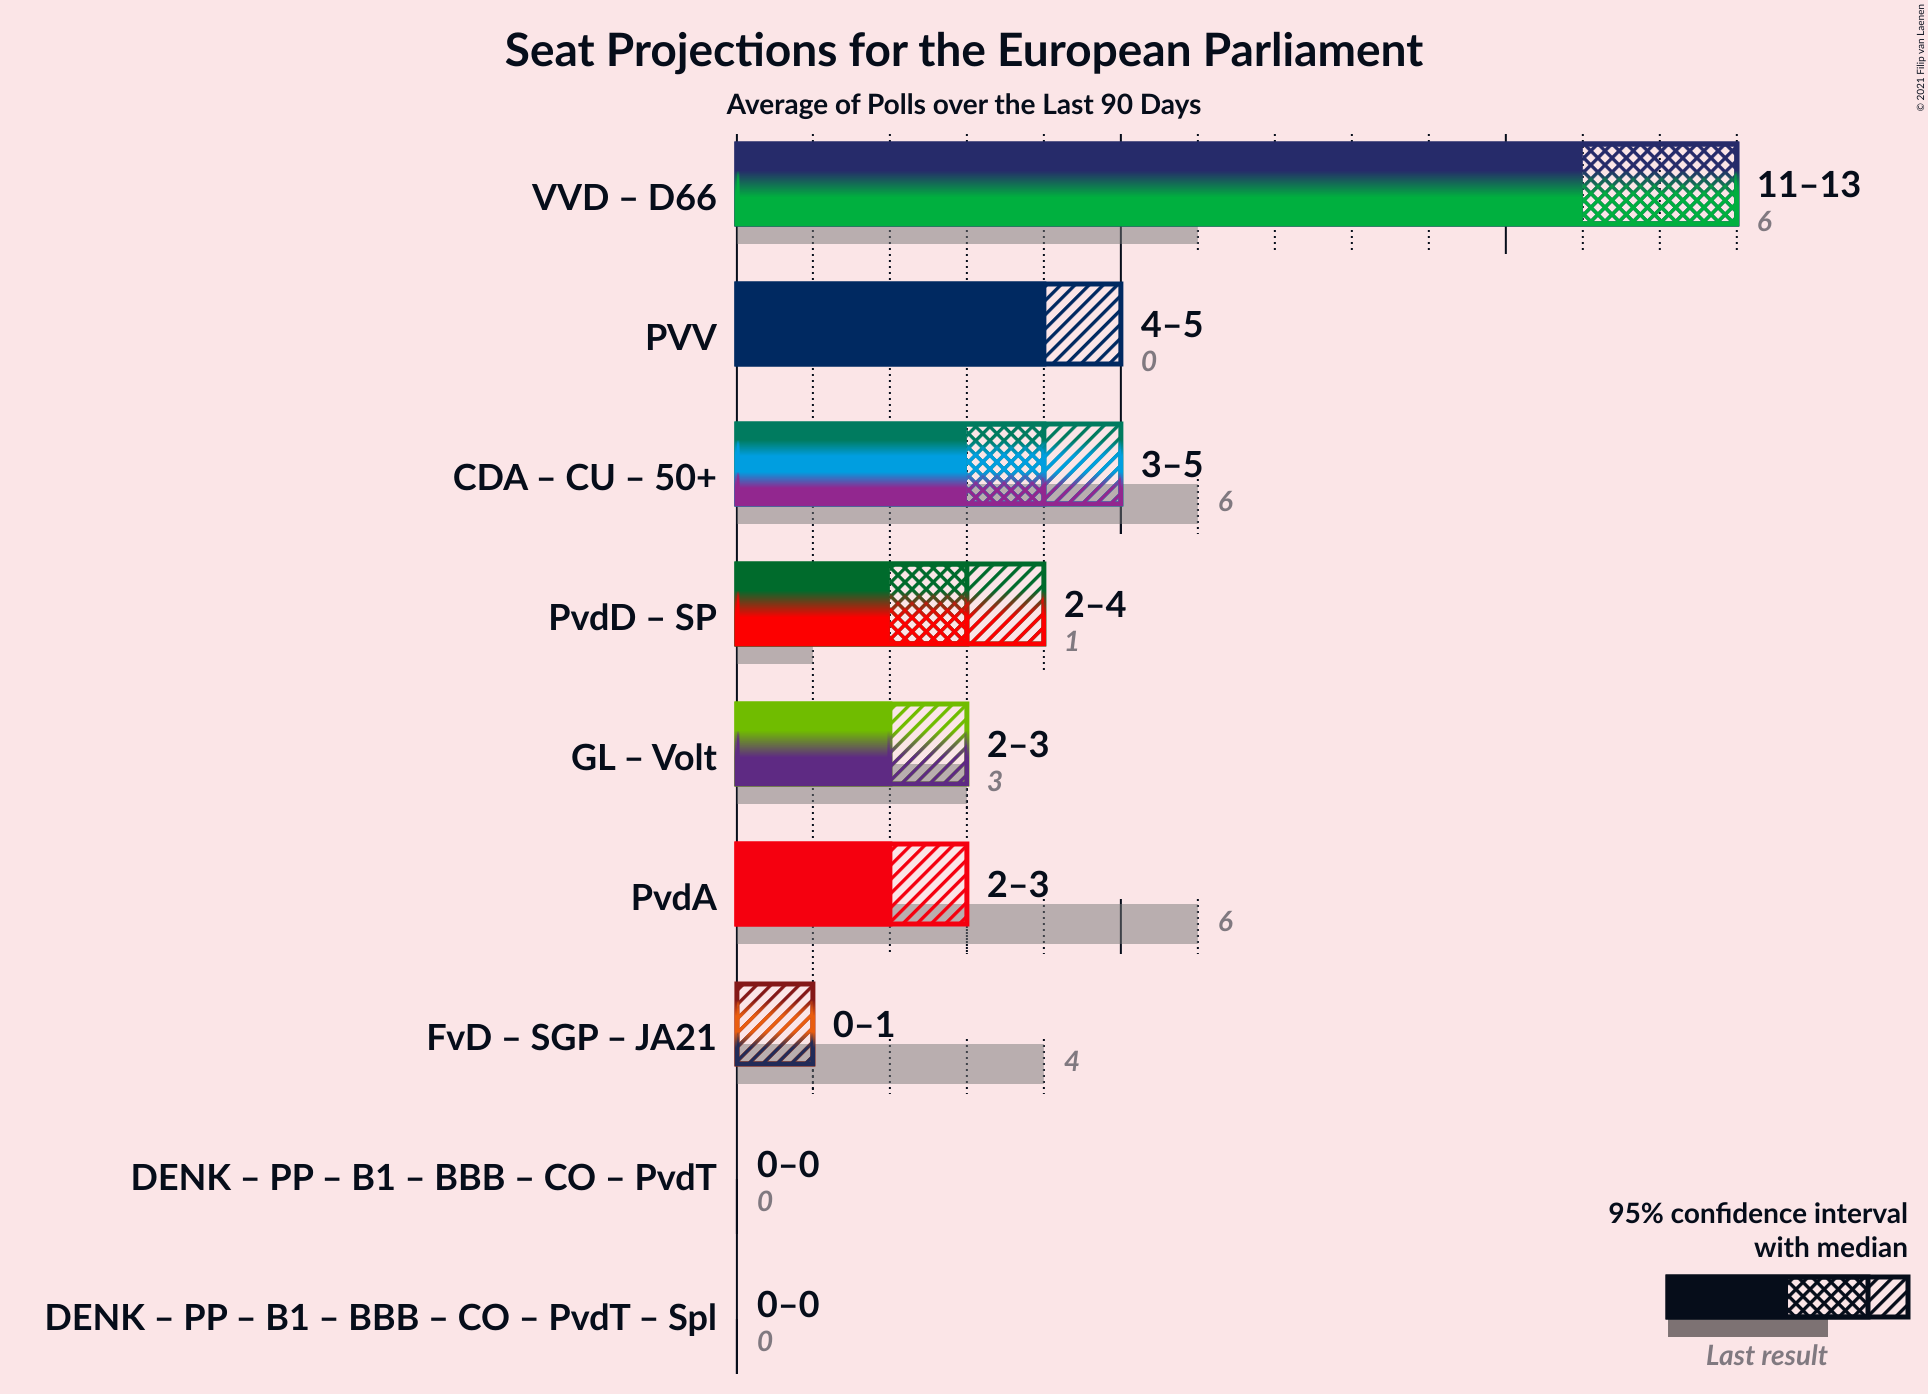 Seat Projections for the European Parliament
Average of Polls over the Last 90 Days
© 2021 Filip van Laenen
VVD – D66
11–13
6
PVV
4–5
0
CDA – CU – 50+
3–5
6
PvdD – SP
2–4
1
GL – Volt
2–3
3
PvdA
2–3
6
FvD – SGP – JA21
0–1
4
DENK – PP – B1 – BBB – CO – PvdT
0–0
0
DENK – PP – B1 – BBB – CO – PvdT – Spl
0–0
0
95% confidence interval
with median
Last result